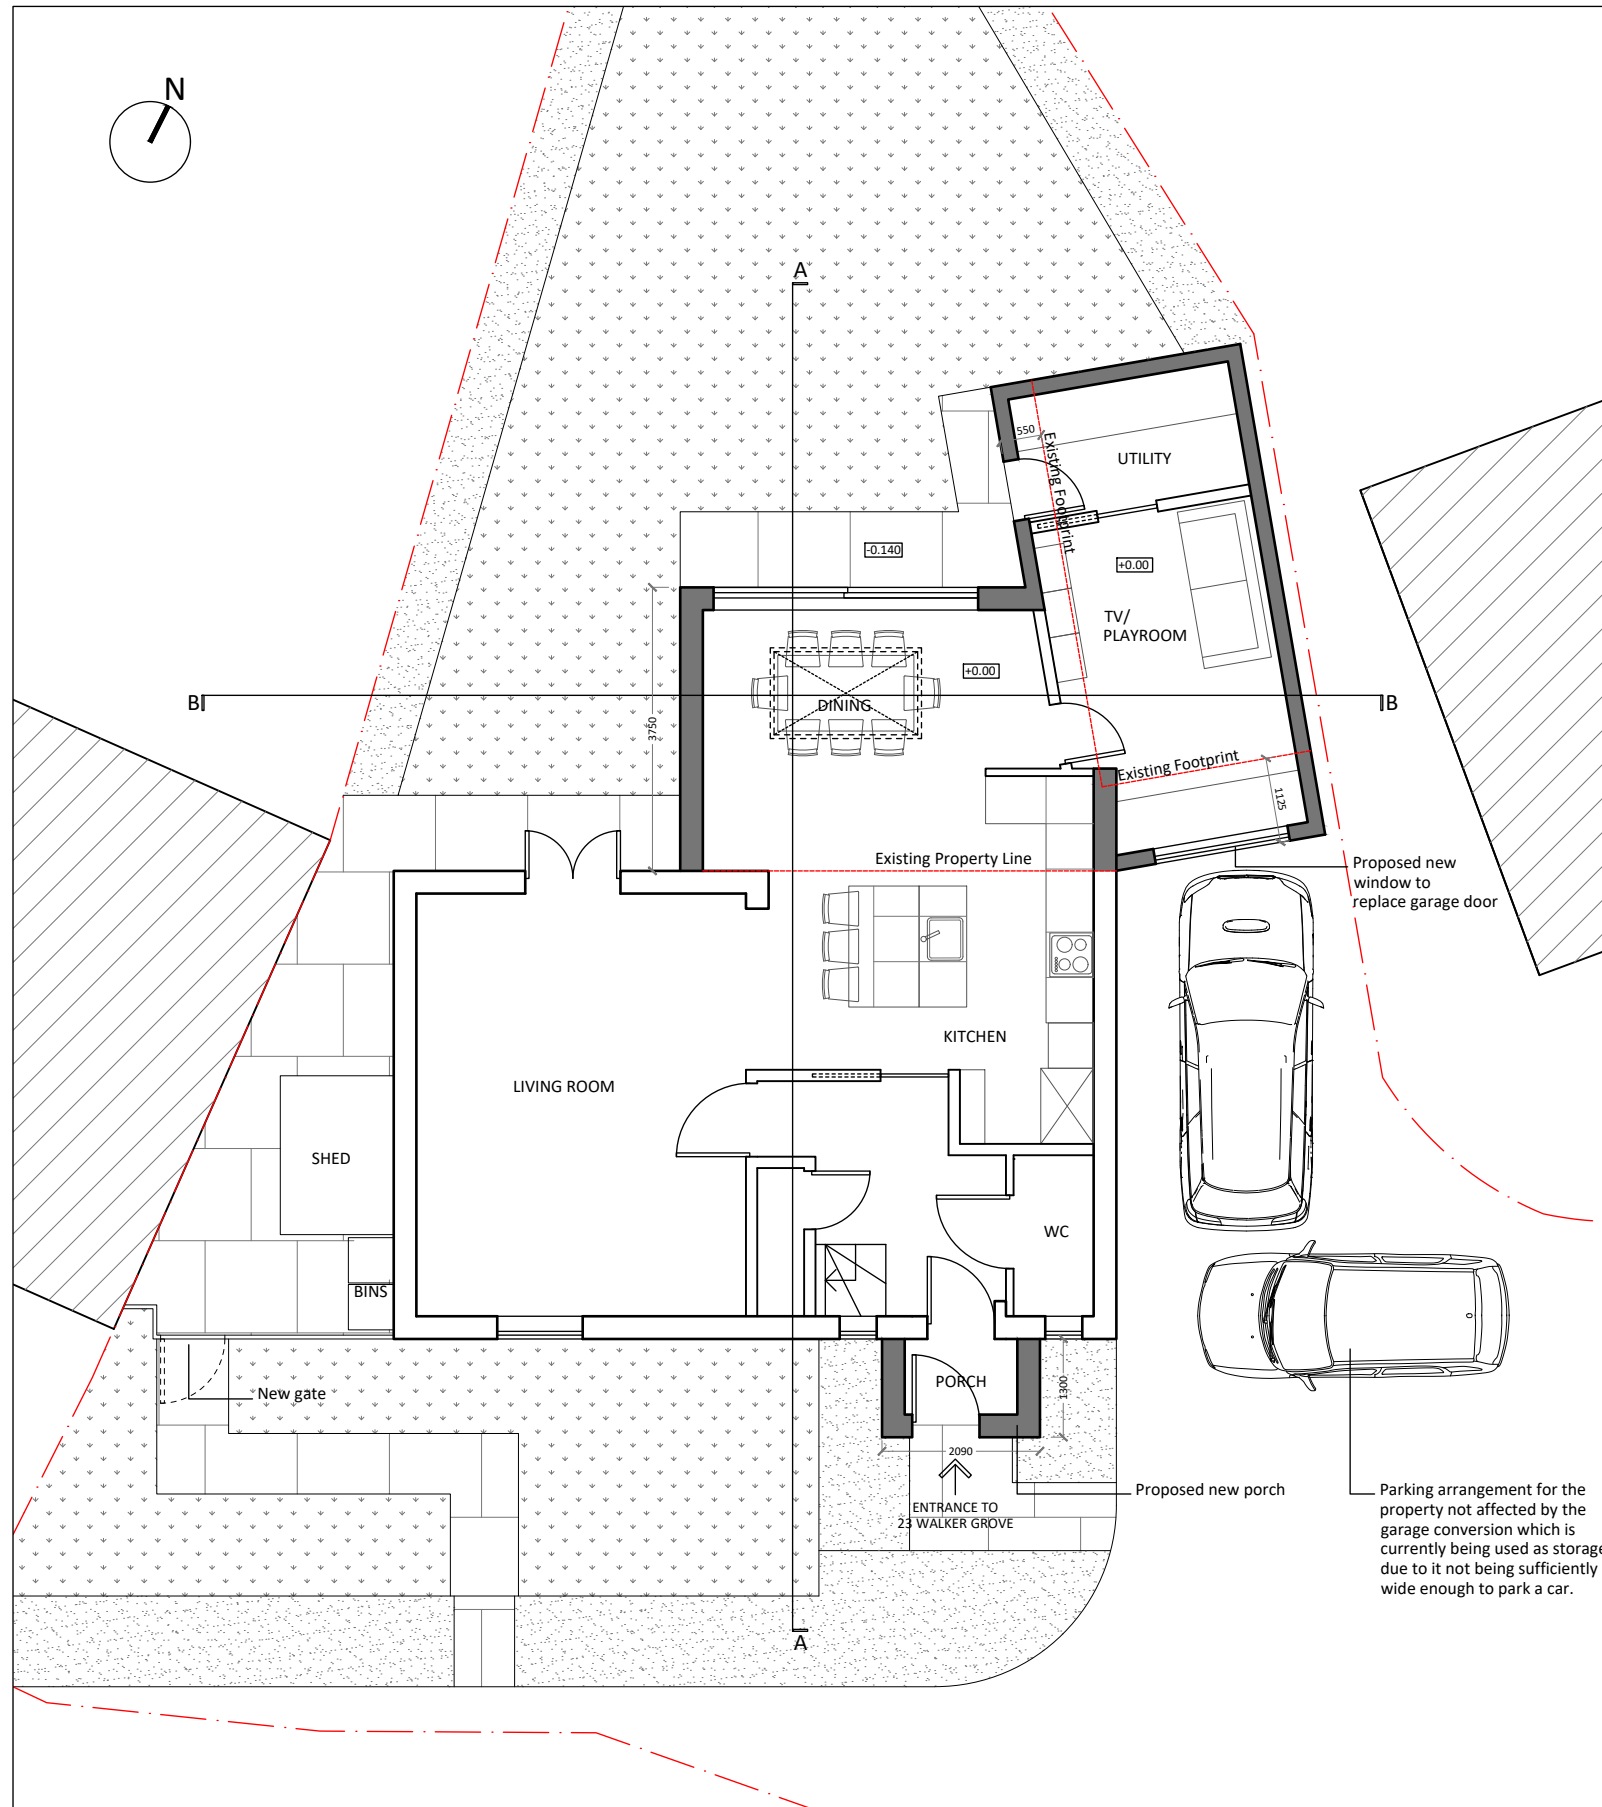 N
A
550
Existing Footprint
UTILITY
-0.140
+0.00
TV/
PLAYROOM
+0.00
B
DINING
B
3750
Existing Footprint
1125
Existing Property Line
Proposed new
window to
replace garage door
KITCHEN
LIVING ROOM
SHED
WC
BINS
New gate
PORCH
1300
2090
Proposed new porch
ENTRANCE TO
23 WALKER GROVE
Parking arrangement for the
property not affected by the
garage conversion which is
currently being used as storage
due to it not being sufficiently
wide enough to park a car.
A